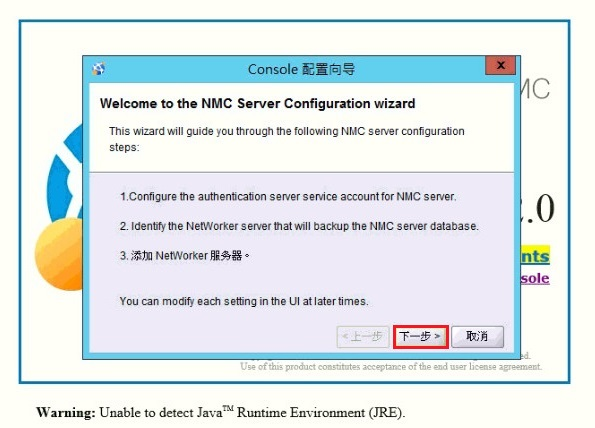 Console 配置向导
x
MC
Welcome to the NMC Server Configuration wizard
This wizard will guide you through the following NMC server configuration
steps:
1.Configure the authentication server service account for NMC server.
2. Identify the NetWorker server that will backup the NMC server database.
.0
3. 添加 NetWorker 服务器。
nts
sole
You can modify each setting in the UI at later times.
<上一步
下一步 >
取消
ed.
Use of this product constitutes acceptance of the end user license agreement.
Warning: Unable to detect Java™ Runtime Environment (JRE).